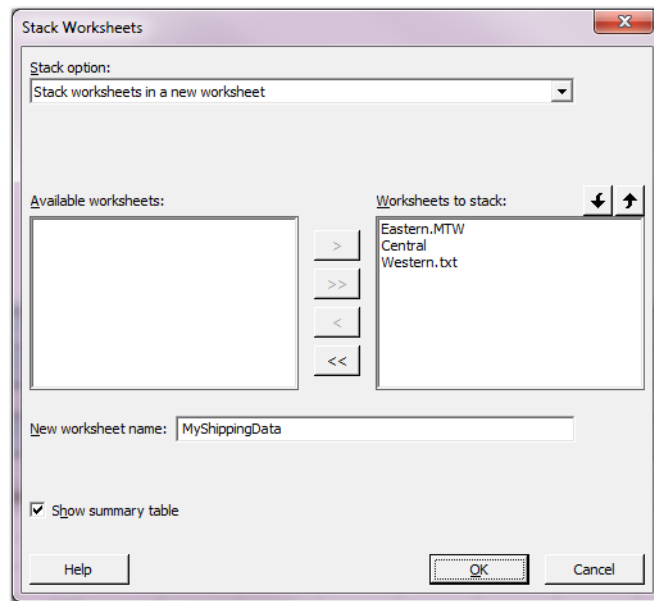 Stack Worksheets
Stack option:
Stack worksheets in a new worksheet
Available worksheets:
Worksheets to stack:
Eastern.MTW
Central
Western.txt
>
>>
<
<<
New worksheet name: MyShippingData
Show summary table
Help OK Cancel